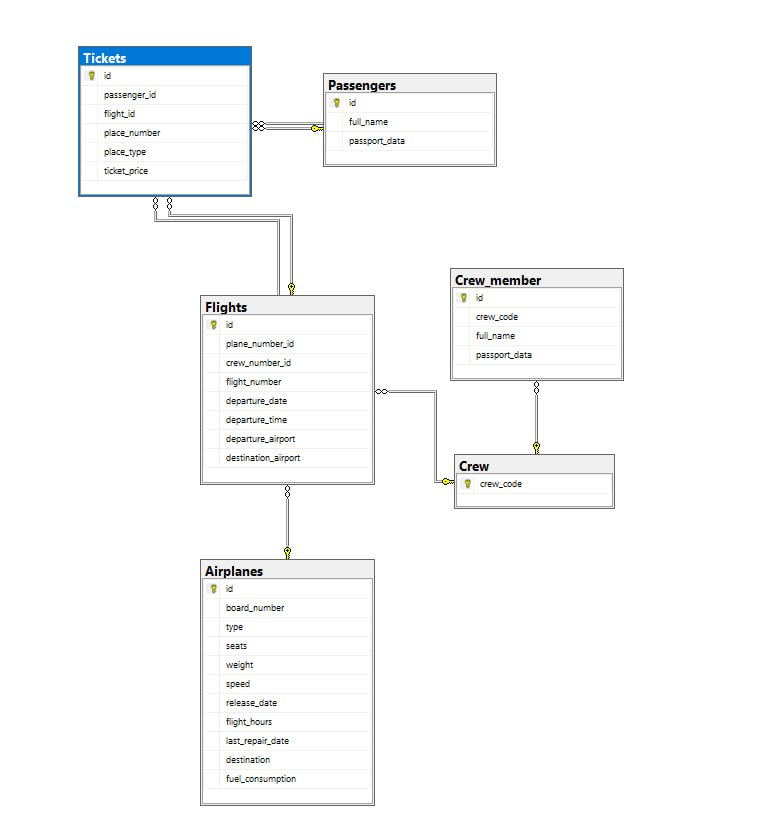 Tickets
id
passenger_id
flight_id
place_number
place_type
ticket_price
Passengers
id
full_name
passport_data
Flights
id
plane_number_id
crew_number_id
flight_number
departure_date
departure_time
departure_airport
destination_airport
Crew_member
id
crew_code
full_name
passport_data
Crew
crew_code
Airplanes
id
board_number
type
seats
weight
speed
release_date
flight_hours
last_repair_date
destination
fuel_consumption